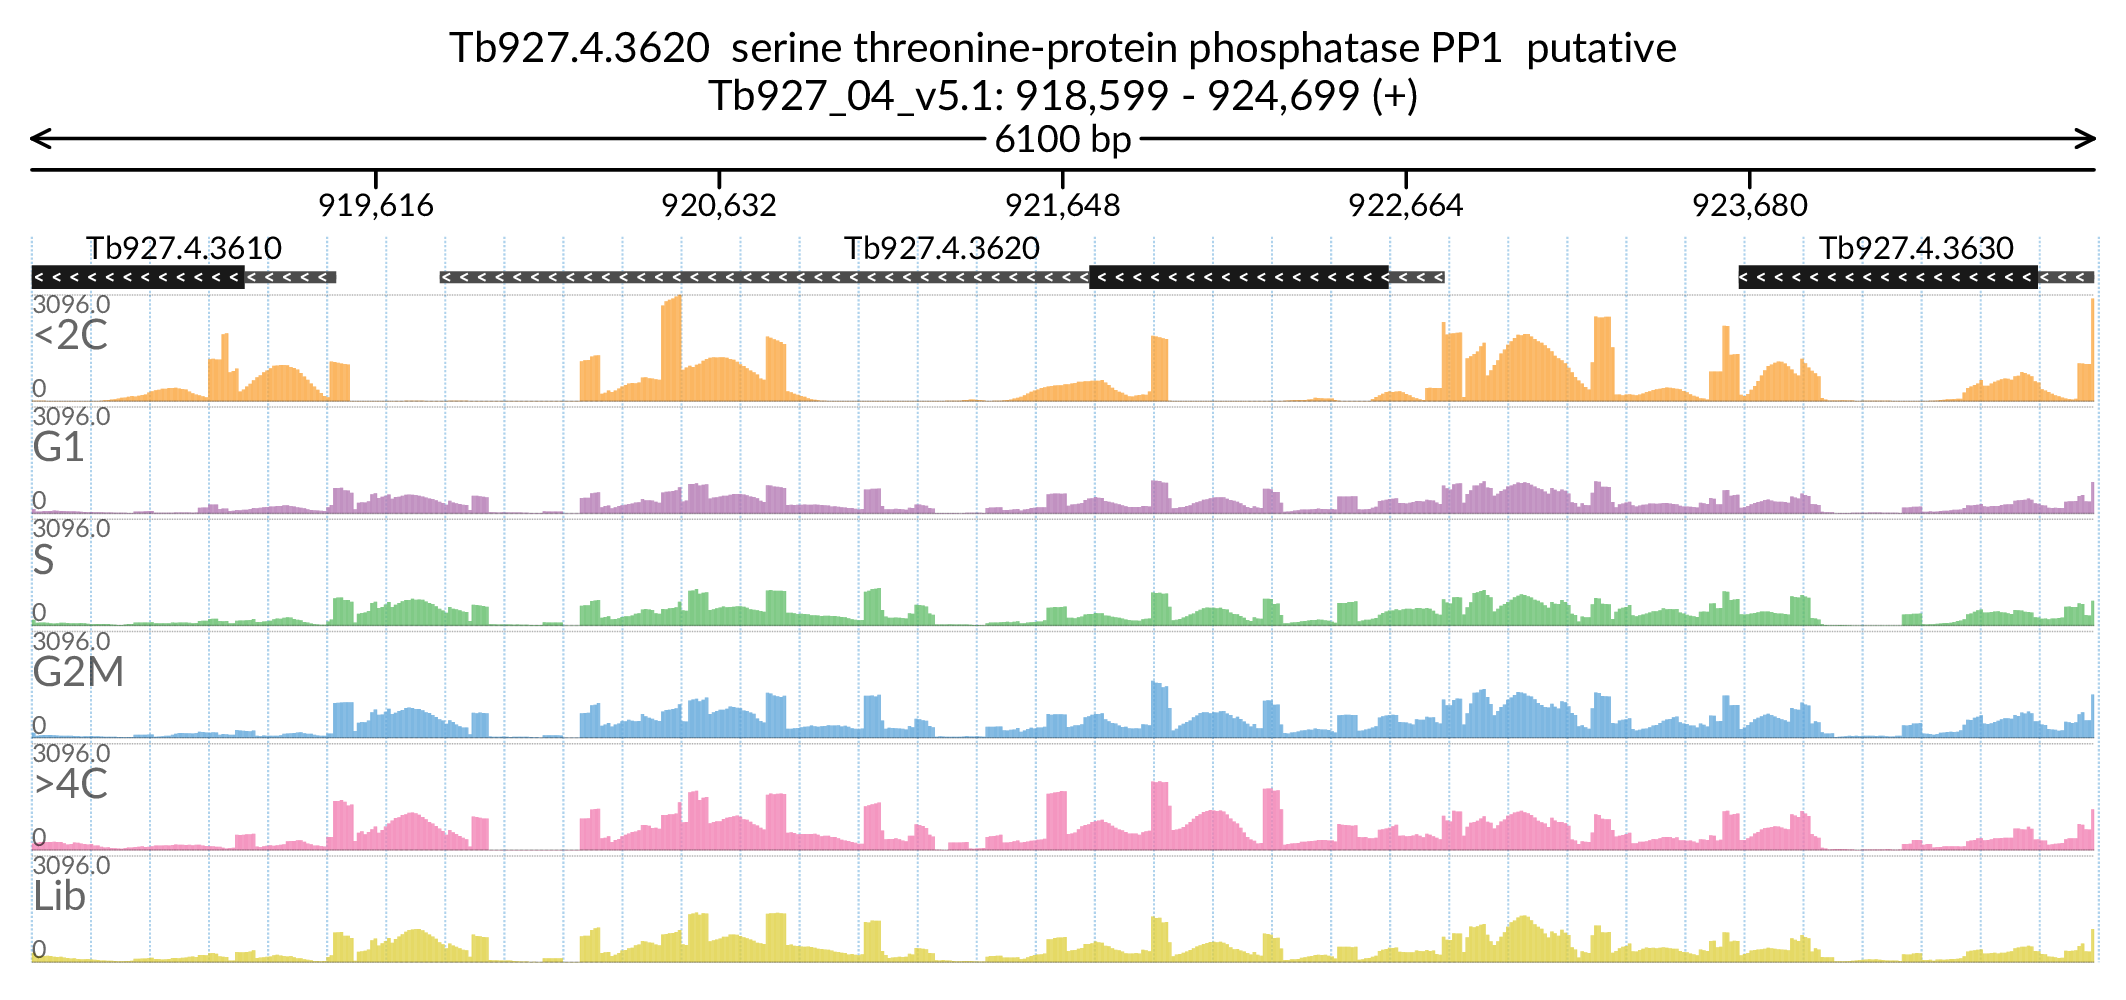 Tb927.4.3620  serine threonine-protein phosphatase PP1  putative
Tb927_04_v5.1: 918,599 - 924,699 (+)
6100 bp
919,616 920,632 921,648 922,664 923,680
Tb927.4.3610 Tb927.4.3620 Tb927.4.3630
3096.0
<2C
0
3096.0
G1
0
3096.0
S
0
3096.0
G2M
0
3096.0
>4C
0
3096.0
Lib
0